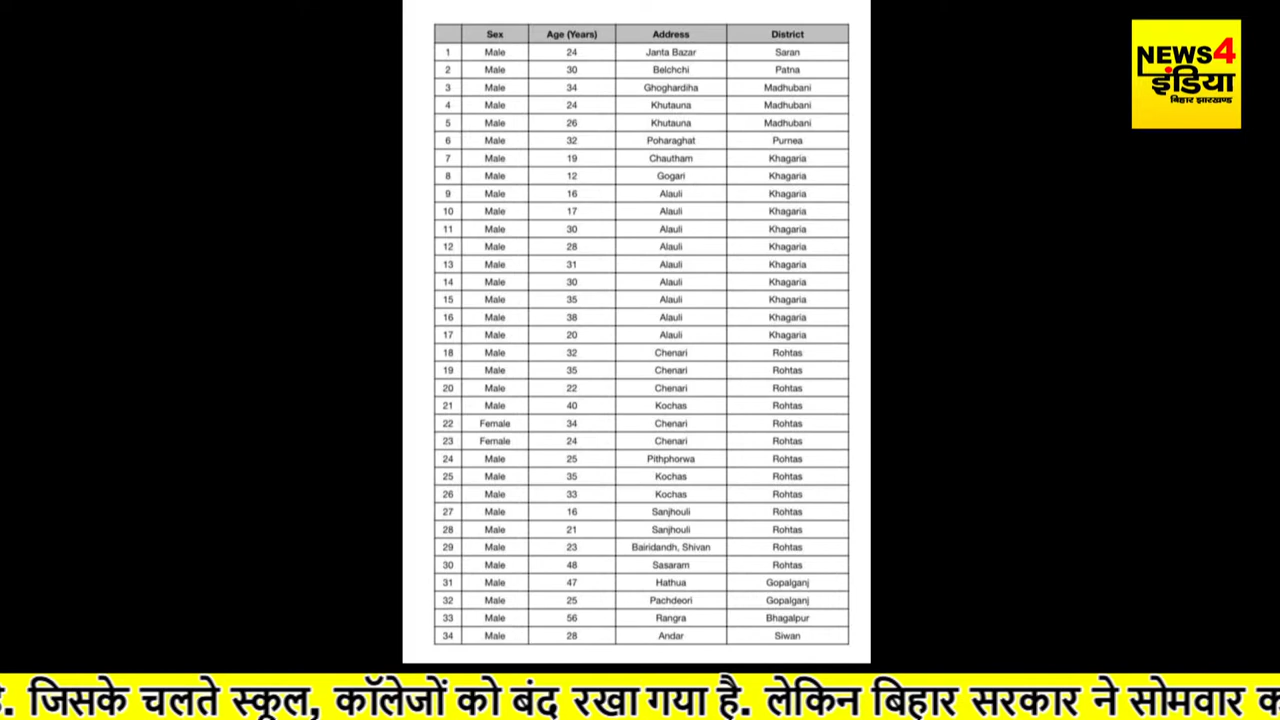 Sex Age (Years) Address District
1 Male 24 Janta Bazar Saran
2 Male 30 Belchchi Patna
3 Male 34 Ghoghardiha Madhubani
4 Male 24 Khutauna Madhubani
5 Male 26 Khutauna Madhubani
6 Male 32 Poharaghat Purnea
7 Male 19 Chautham Khagaria
8 Male 12 Gogari Khagaria
9 Male 16 Alauli Khagaria
10 Male 17 Alauli Khagaria
11 Male 30 Alauli Khagaria
12 Male 28 Alauli Khagaria
13 Male 31 Alauli Khagaria
14 Male 30 Alauli Khagaria
15 Male 35 Alauli Khagaria
16 Male 38 Alauli Khagaria
17 Male 20 Alauli Khagaria
18 Male 32 Chenari Rohtas
19 Male 35 Chenari Rohtas
20 Male 22 Chenari Rohtas
21 Male 40 Kochas Rohtas
22 Female 34 Chenari Rohtas
23 Female 24 Chenari Rohtas
24 Male 25 Pithphorwa Rohtas
25 Male 35 Kochas Rohtas
26 Male 33 Kochas Rohtas
27 Male 16 Sanjhouli Rohtas
28 Male 21 Sanjhouli Rohtas
29 Male 23 Bairidandh, Shivan Rohtas
30 Male 48 Sasaram Rohtas
31 Male 47 Hathua Gopalganj
32 Male 25 Pachdeori Gopalganj
33 Male 56 Rangra Bhagalpur
34 Male 28 Andar Siwan
NEWS4
इंडिया
बिहार झारखण्ड
. जिसके चलते स्कूल, कॉलेजों को बंद रखा गया है. लेकिन बिहार सरकार ने सोमवार